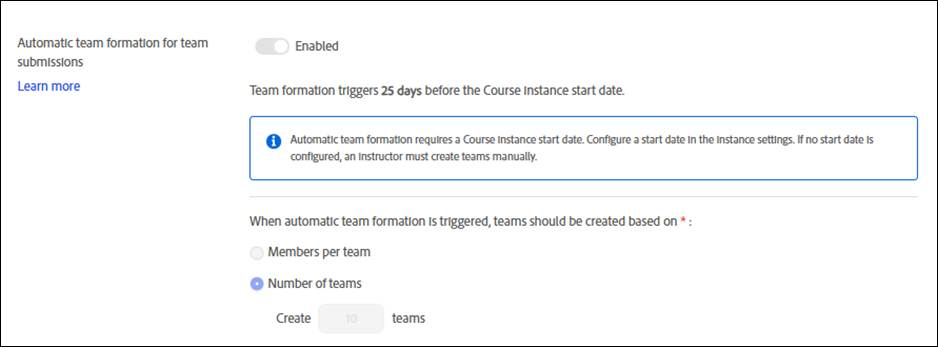 Automatic team formation for team
submissions
Learn more
Enabled
Team formation triggers 25 days before the Course instance start date.
Automatic team formation requires a Course instance start date. Configure a start date in the instance settings. If no start date is
configured, an instructor must create teams manually.
When automatic team formation is triggered, teams should be created based on * :
Members per team
Number of teams
Create 10 teams